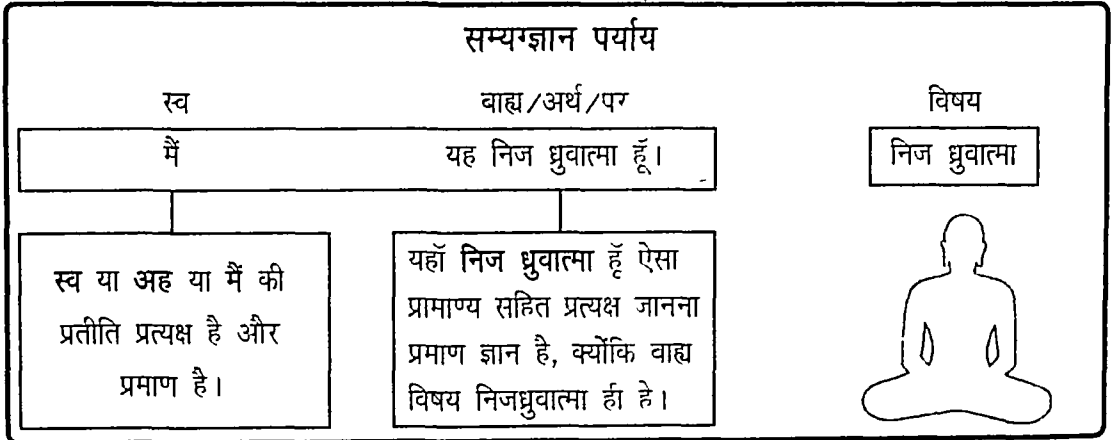 सम्यग्ज्ञान पर्याय
स्व वाह्य/अर्थ/पर विषय
मैं यह निज ध्रुवात्मा हूँ। निज ध्रुवात्मा
स्व या अह या मैं की
प्रतीति प्रत्यक्ष है और
प्रमाण है।
यहाँ निज ध्रुवात्मा हूँ ऐसा
प्रामाण्य सहित प्रत्यक्ष जानना
प्रमाण ज्ञान है, क्योंकि वाह्य
विषय निजध्रुवात्मा ही है।